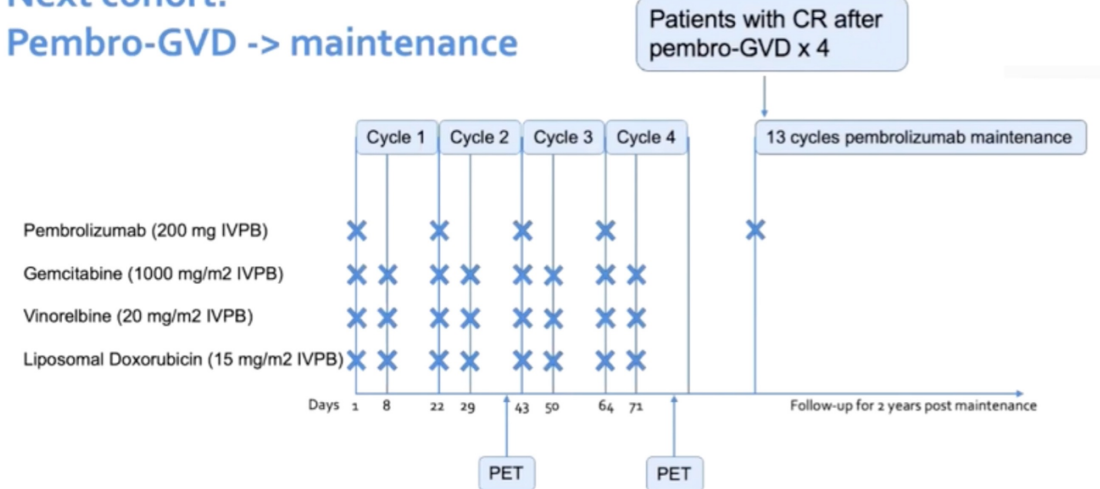 Next cohort:
Pembro-GVD -> maintenance
Patients with CR after
pembro-GVD x 4
Cycle 1 Cycle 2 Cycle 3 Cycle 4
13 cycles pembrolizumab maintenance
Pembrolizumab (200 mg IVPB)
Gemcitabine (1000 mg/m2 IVPB)
Vinorelbine (20 mg/m2 IVPB)
Liposomal Doxorubicin (15 mg/m2 IVPB)
Days 1 8 22 29 43 50 64 71 Follow-up for 2 years post maintenance
PET PET